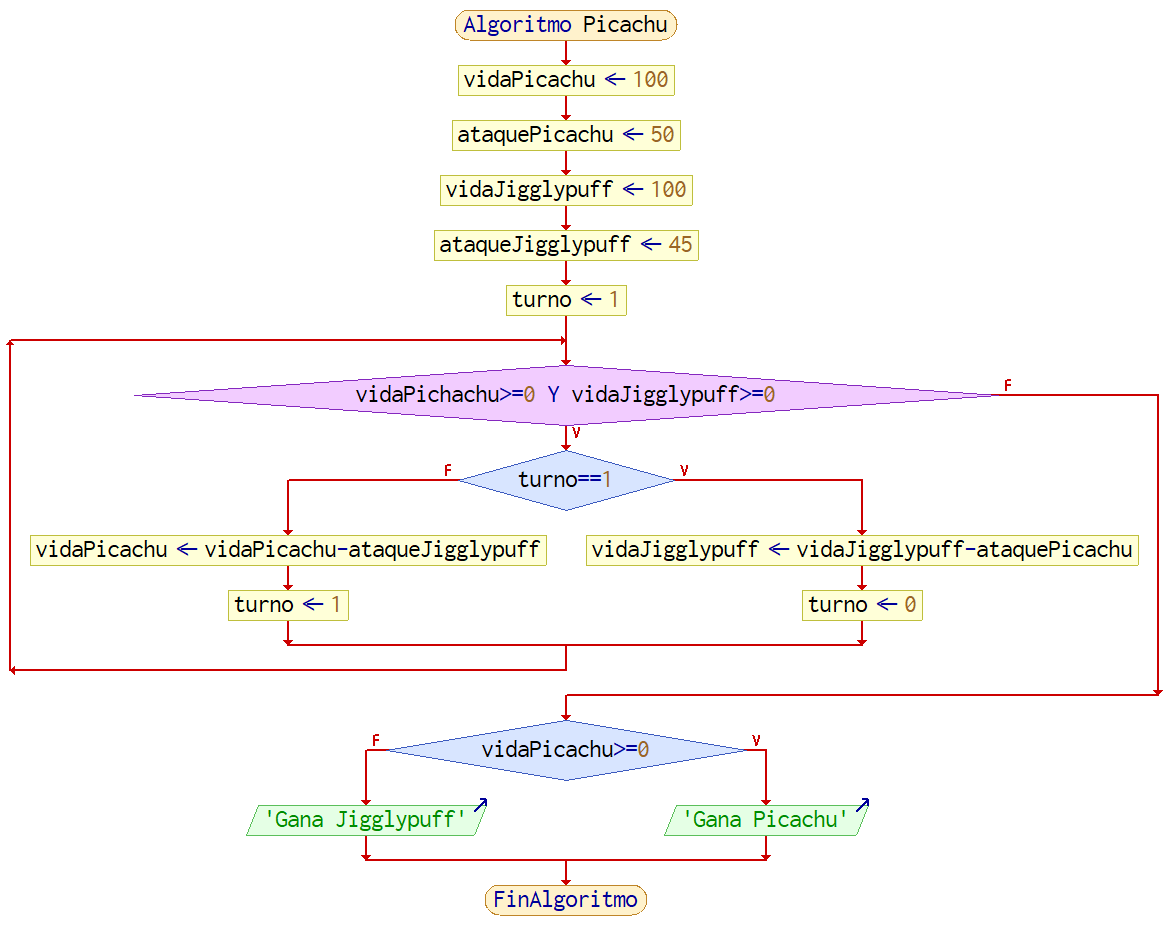 Algoritmo Picachu
vidaPicachu ← 100
ataquePicachu ← 50
vidaJigglypuff ← 100
ataqueJigglypuff ← 45
turno ← 1
vidaPichachu>=0 Y vidaJigglypuff>=0
F
V
turno==1
F
V
vidaPicachu ← vidaPicachu-ataqueJigglypuff
vidaJigglypuff ← vidaJigglypuff-ataquePicachu
turno ← 1
turno ← 0
vidaPicachu>=0
F
V
'Gana Jigglypuff'
'Gana Picachu'
FinAlgoritmo